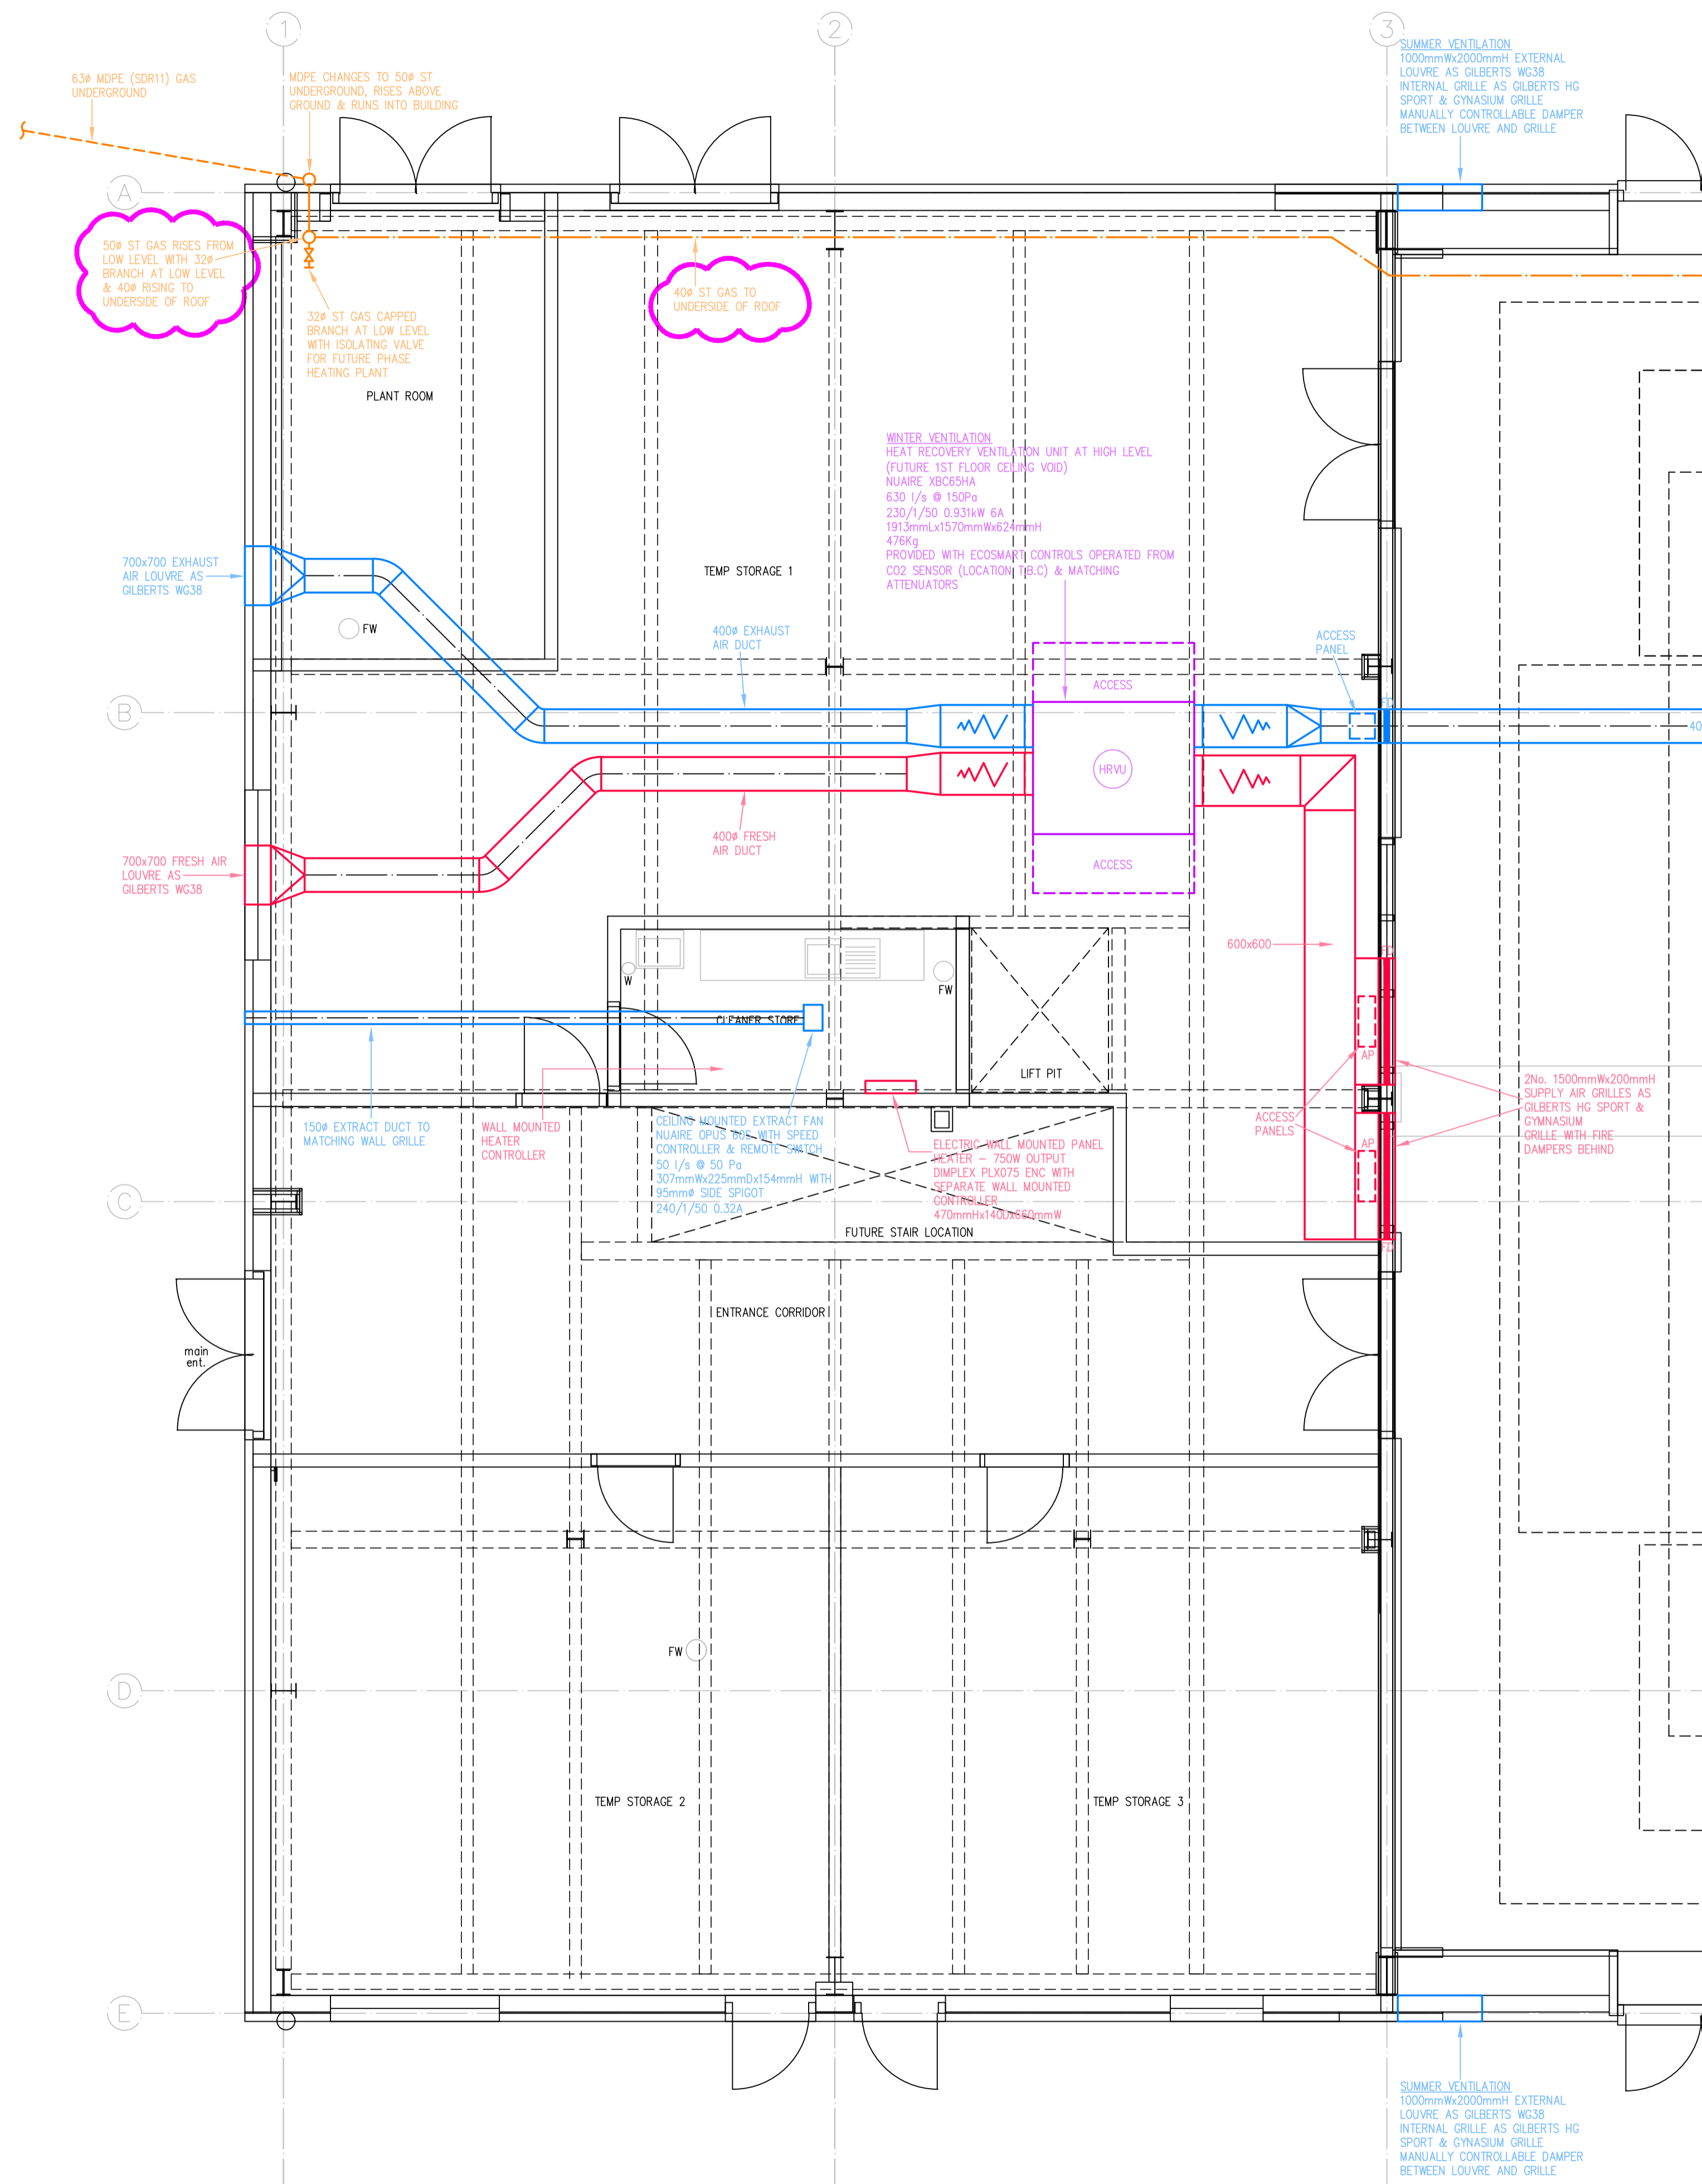 1
2
3
63ø MDPE (SDR11) GAS
UNDERGROUND
MDPE CHANGES TO 50ø ST
UNDERGROUND, RISES ABOVE
GROUND & RUNS INTO BUILDING
SUMMER VENTILATION
1000mmWx2000mmH EXTERNAL
LOUVRE AS GILBERTS WG38
INTERNAL GRILLE AS GILBERTS HG
SPORT & GYNASIUM GRILLE
MANUALLY CONTROLLABLE DAMPER
BETWEEN LOUVRE AND GRILLE
A
50ø ST GAS RISES FROM
LOW LEVEL WITH 32ø
BRANCH AT LOW LEVEL
& 40ø RISING TO
UNDERSIDE OF ROOF
40ø ST GAS TO
UNDERSIDE OF ROOF
32ø ST GAS CAPPED
BRANCH AT LOW LEVEL
WITH ISOLATING VALVE
FOR FUTURE PHASE
HEATING PLANT
PLANT ROOM
WINTER VENTILATION
HEAT RECOVERY VENTILATION UNIT AT HIGH LEVEL
(FUTURE 1ST FLOOR CEILING VOID)
NUAIRE XBC65HA
630 l/s @ 150Pa
230/1/50 0.931kW 6A
1913mmLx1570mmWx624mmH
476Kg
PROVIDED WITH ECOSMART CONTROLS OPERATED FROM
CO2 SENSOR (LOCATION T.B.C) & MATCHING
ATTENUATORS
700x700 EXHAUST
AIR LOUVRE AS
GILBERTS WG38
TEMP STORAGE 1
FW
400ø EXHAUST
AIR DUCT
ACCESS
PANEL
ACCESS
B
FD
40
HRVU
400ø FRESH
AIR DUCT
ACCESS
700x700 FRESH AIR
LOUVRE AS
GILBERTS WG38
600x600
FD
W
FW
CLEANER STORE
AP
LIFT PIT
2No. 1500mmWx200mmH
SUPPLY AIR GRILLES AS
GILBERTS HG SPORT &
GYMNASIUM
GRILLE WITH FIRE
DAMPERS BEHIND
150ø EXTRACT DUCT TO
MATCHING WALL GRILLE
WALL MOUNTED
HEATER
CONTROLLER
CEILING MOUNTED EXTRACT FAN
NUAIRE OPUS 60S WITH SPEED
CONTROLLER & REMOTE SWITCH
50 l/s @ 50 Pa
307mmWx225mmDx154mmH WITH
95mmø SIDE SPIGOT
240/1/50 0.32A
ELECTRIC WALL MOUNTED PANEL
HEATER – 750W OUTPUT
DIMPLEX PLX075 ENC WITH
SEPARATE WALL MOUNTED
CONTROLLER
470mmHx140Dx660mmW
ACCESS
PANELS
AP
C
FUTURE STAIR LOCATION
FD
ENTRANCE CORRIDOR
main
ent.
FW
D
TEMP STORAGE 2
TEMP STORAGE 3
E
SUMMER VENTILATION
1000mmWx2000mmH EXTERNAL
LOUVRE AS GILBERTS WG38
INTERNAL GRILLE AS GILBERTS HG
SPORT & GYNASIUM GRILLE
MANUALLY CONTROLLABLE DAMPER
BETWEEN LOUVRE AND GRILLE